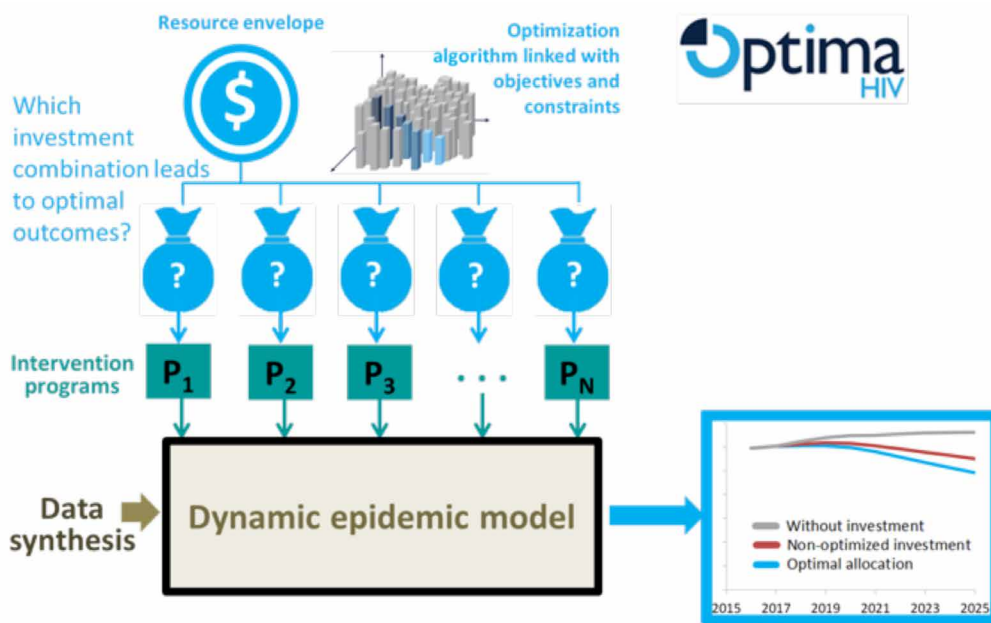 Resource envelope
$
Optimization
algorithm linked with
objectives and
constraints
Optima
HIV
Which
investment
combination leads
to optimal
outcomes?
? ? ? ? ?
Intervention
programs
P1 P2 P3 ... PN
Data
synthesis
Dynamic epidemic model
Without investment
Non-optimized investment
Optimal allocation
2015 2017 2019 2021 2023 2025